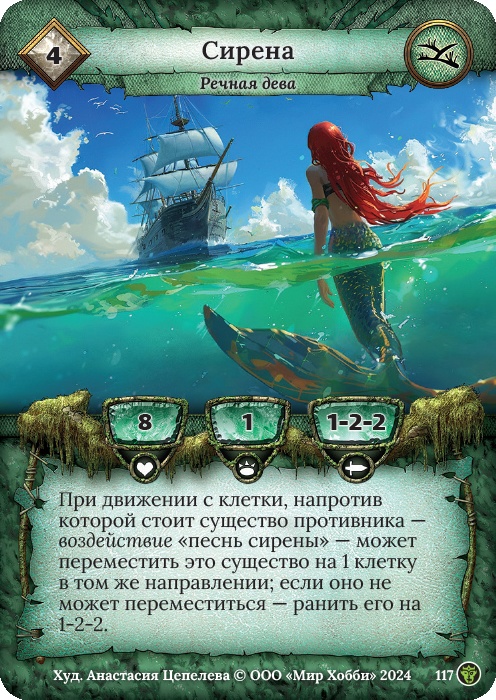 4
Сирена
Речная дева
8
1
1-2-2
При движении с клетки, напротив
которой стоит существо противника —
воздействие «песнь сирены» — может
переместить это существо на 1 клетку
в том же направлении; если оно не
может переместиться — ранить его на
1-2-2.
Худ. Анастасия Цепелева © ООО «Мир Хобби» 2024
117